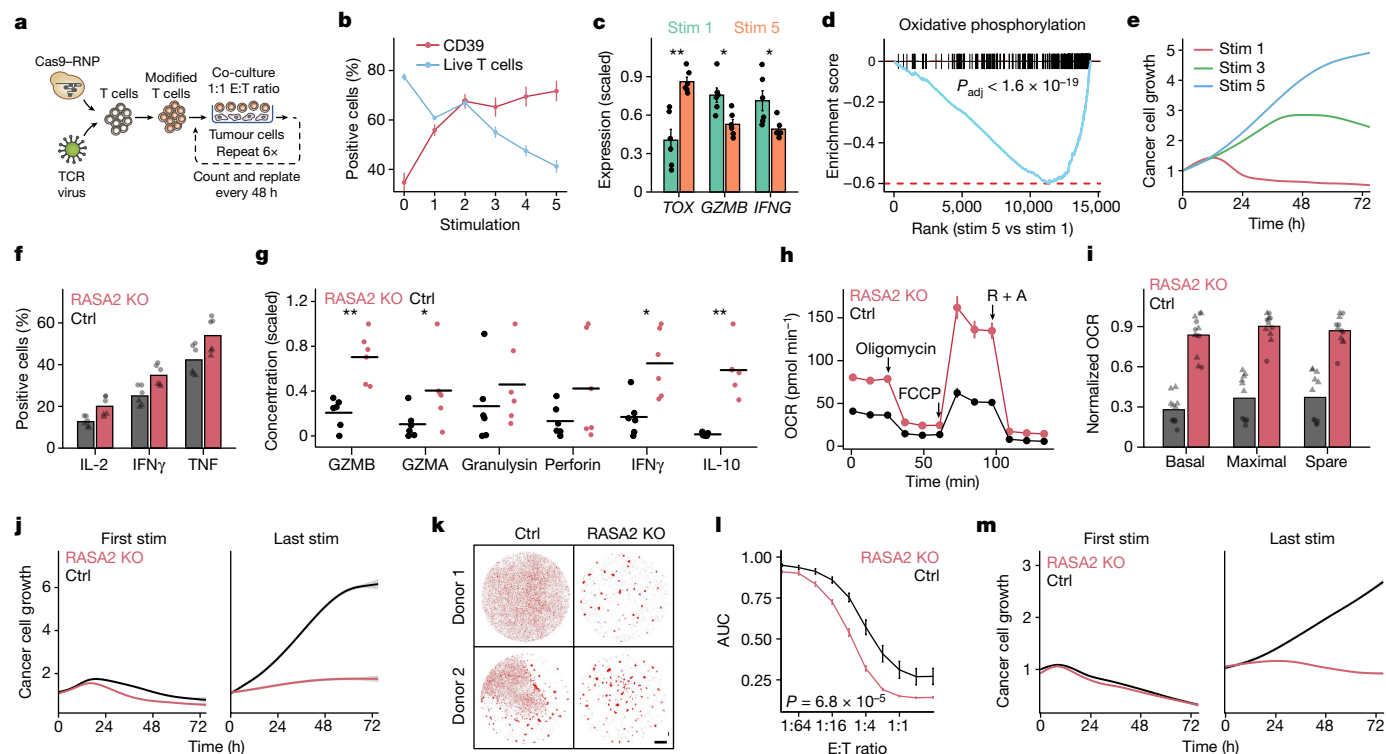 a
Cas9–RNP
T cells
Modified
T cells
Co-culture
1:1 E:T ratio
Tumour cells
Repeat 6×
TCR
virus
Count and replate
every 48 h
b
CD39
Live T cells
Positive cells (%)
80
60
40
0 1 2 3 4 5
Stimulation
c
Stim 1 Stim 5
** * *
Expression (scaled)
0.9
0.6
0.3
0
TOX GZMB IFNG
d
Oxidative phosphorylation
Padj < 1.6 × 10−19
Enrichment score
0
−0.2
−0.4
−0.6
0 5,000 10,000 15,000
Rank (stim 5 vs stim 1)
e
Stim 1
Stim 3
Stim 5
Cancer cell growth
5
4
3
2
1
0 24 48 72
Time (h)
f
RASA2 KO
Ctrl
Positive cells (%)
60
40
20
0
IL-2 IFNγ TNF
g
RASA2 KO Ctrl
** * * **
Concentration (scaled)
1.2
0.8
0.4
0
GZMB GZMA Granulysin Perforin IFNγ IL-10
h
RASA2 KO
Ctrl
R + A
Oligomycin
FCCP
OCR (pmol min−1)
150
100
50
0
0 50 100
Time (min)
i
RASA2 KO
Ctrl
Normalized OCR
0.9
0.6
0.3
0
Basal Maximal Spare
j
First stim Last stim
RASA2 KO
Ctrl
Cancer cell growth
6
4
2
0 24 48 72 0 24 48 72
Time (h)
k
Ctrl RASA2 KO
Donor 1
Donor 2
l
RASA2 KO
Ctrl
AUC
1.00
0.75
0.50
0.25
P = 6.8 × 10−5
1:64 1:16 1:4 1:1
E:T ratio
m
First stim Last stim
RASA2 KO
Ctrl
Cancer cell growth
3
2
1
0 24 48 72 0 24 48 72
Time (h)